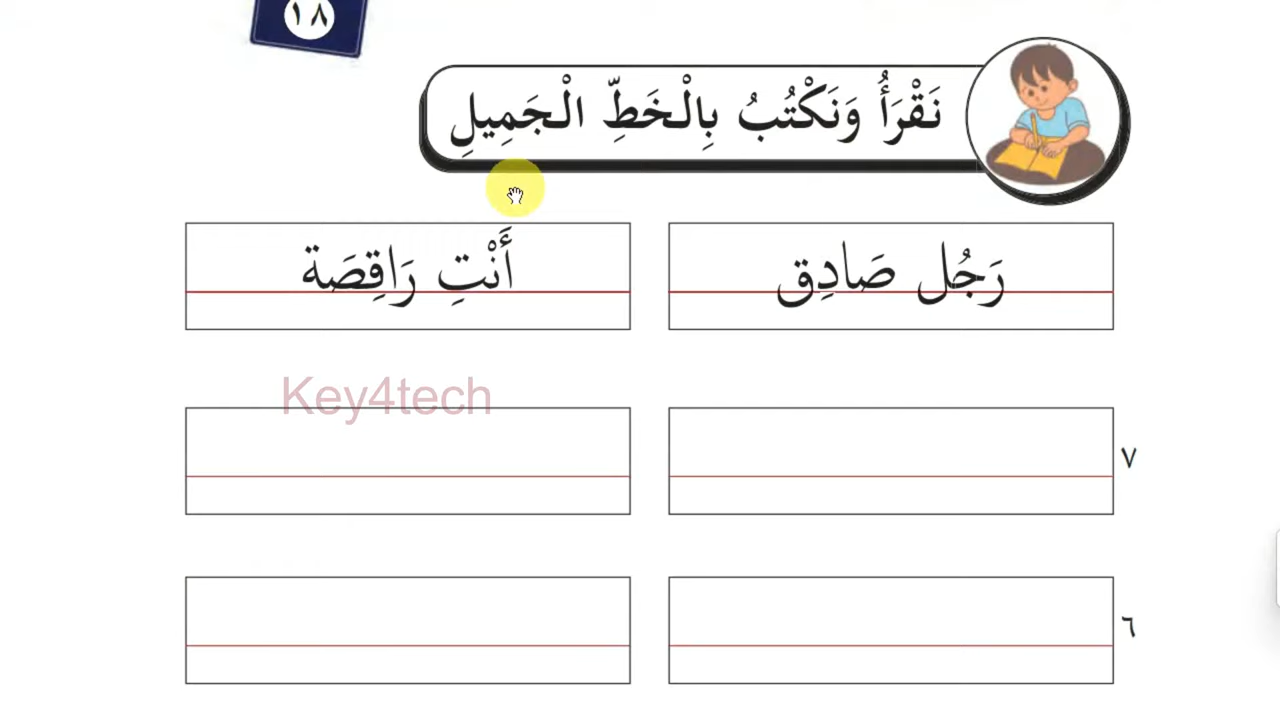 ١٨
نَقْرَأُ وَنَكْتُبُ بِالْخَطِّ الْجَمِيلِ
رَجُل صَادِق
أَنْتِ رَاقِصَة
Key4tech
٧
٦